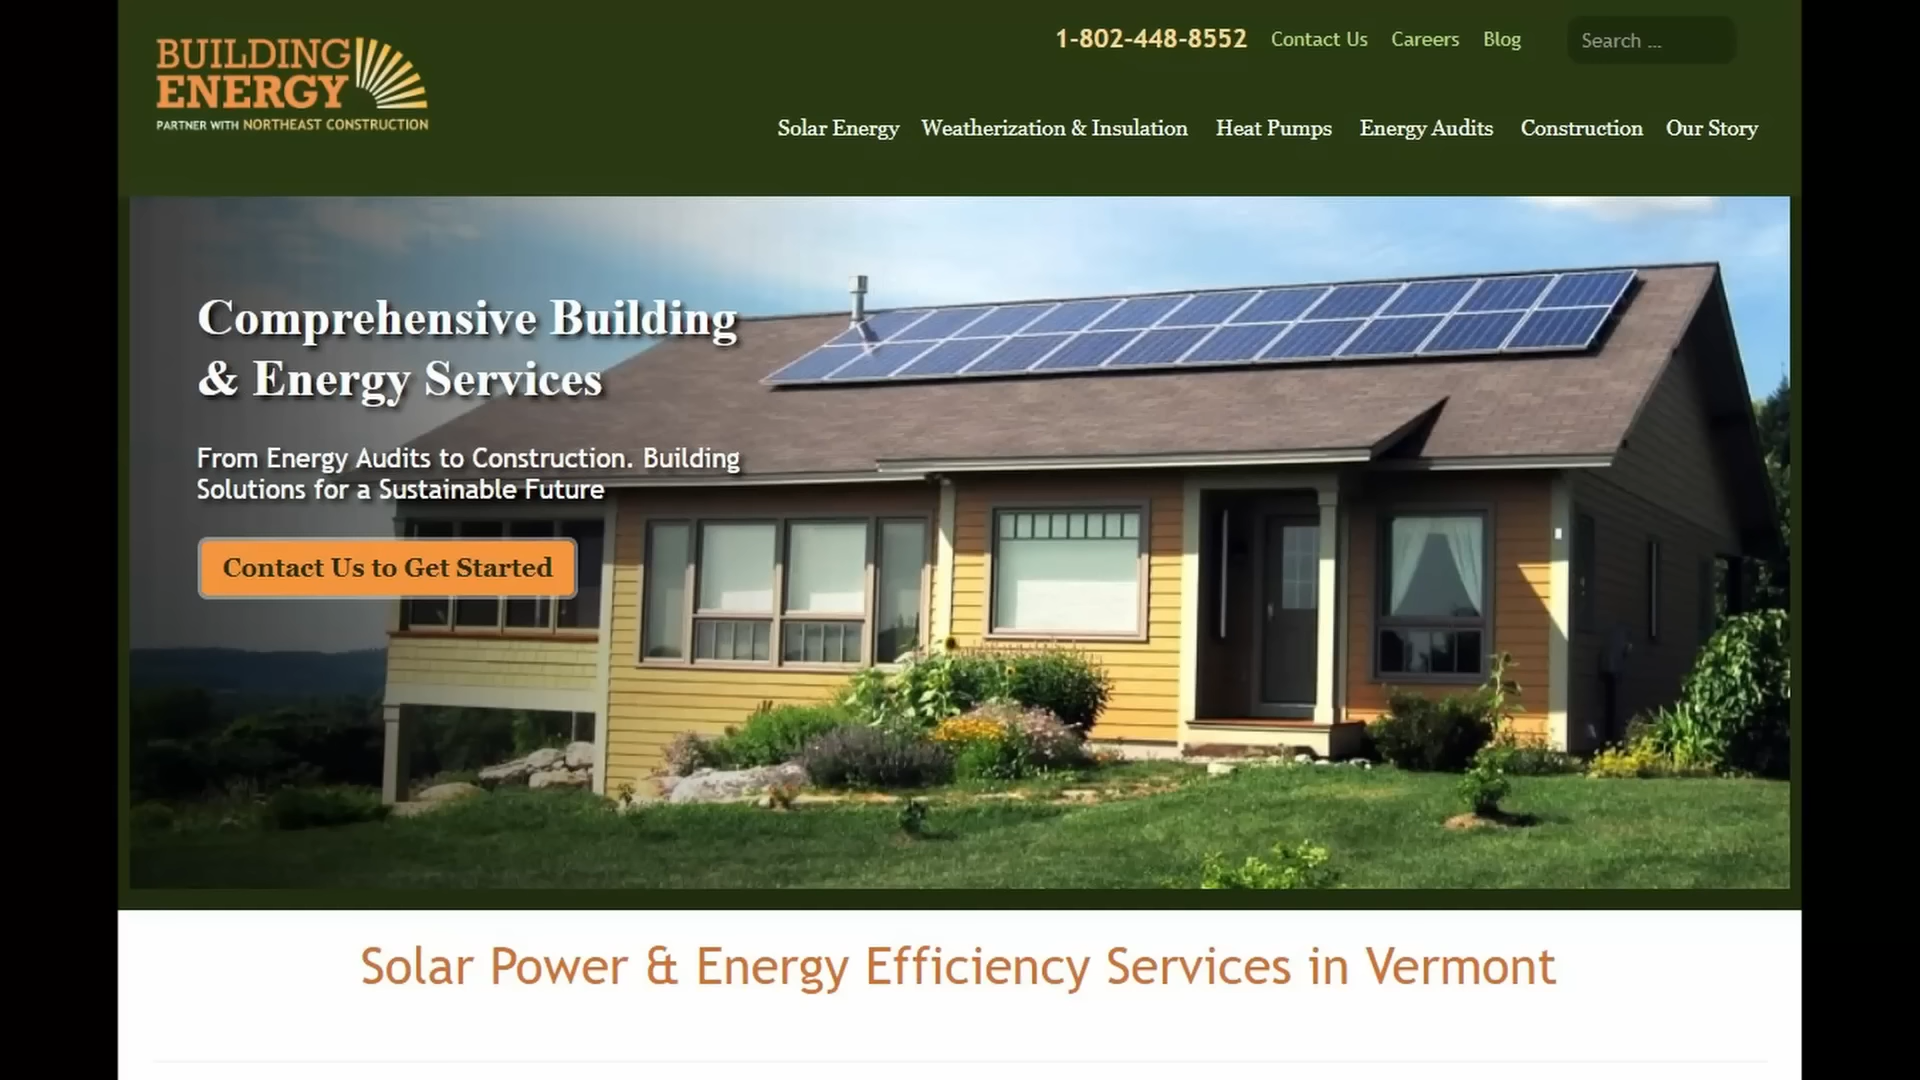 BUILDING
ENERGY
PARTNER WITH NORTHEAST CONSTRUCTION
1-802-448-8552 Contact Us Careers Blog Search ...
Solar Energy Weatherization & Insulation Heat Pumps Energy Audits Construction Our Story
Comprehensive Building
& Energy Services
From Energy Audits to Construction. Building
Solutions for a Sustainable Future
Contact Us to Get Started
Solar Power & Energy Efficiency Services in Vermont